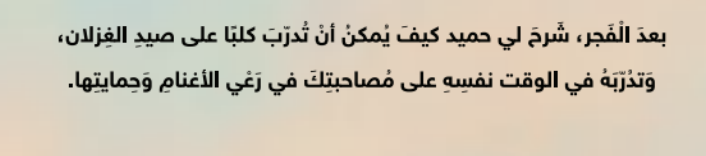 بعدَ الْفَجر، شَّرحَ لي حميد كيفَ يُمكنُ أنْ تُدرّبَ كلبًا على صيدِ الغِزلان،
وَتدُرّبَهُ في الوقت نفسِهِ على مُصاحبتِكَ في رَعْي الأغنامِ وَحِمايتِها.